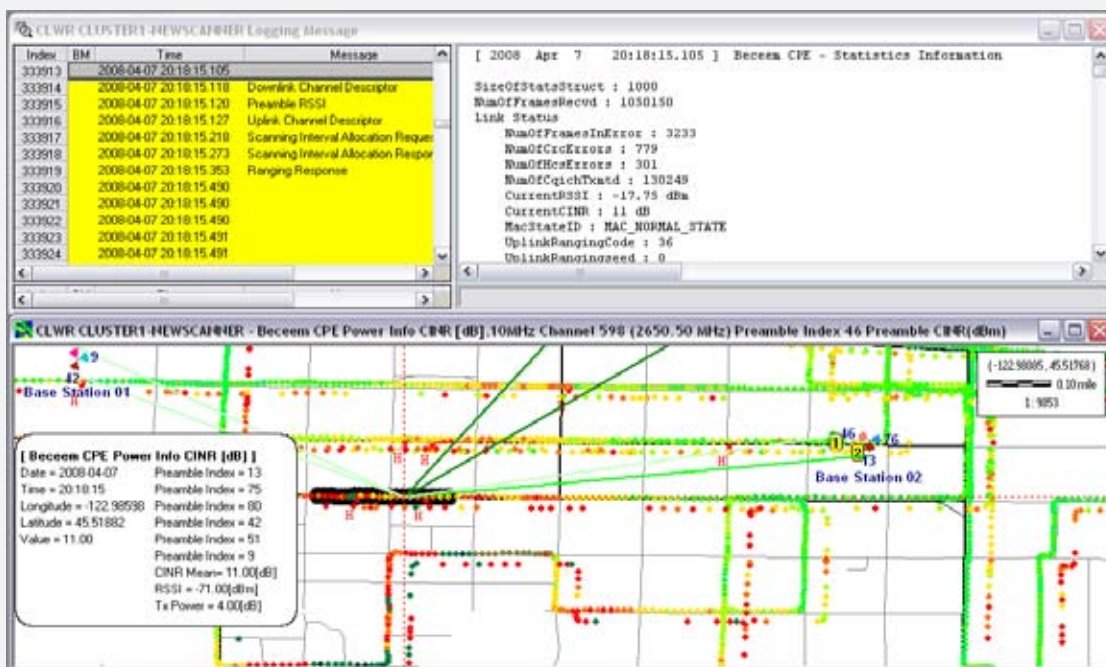 CLWR CLUSTER1-NEWSCANNER Logging Message
Index BM Time Message
333913 2008-04-07 20:18:15.105
333914 2008-04-07 20:18:15.118 Downlink Channel Descriptor
333915 2008-04-07 20:18:15.120 Preamble RSSI
333916 2008-04-07 20:18:15.127 Uplink Channel Descriptor
333917 2008-04-07 20:18:15.218 Scanning Interval Allocation Reques
333918 2008-04-07 20:18:15.273 Scanning Interval Allocation Respor
333919 2008-04-07 20:18:15.353 Ranging Response
333920 2008-04-07 20:18:15.490
333921 2008-04-07 20:18:15.490
333922 2008-04-07 20:18:15.490
333923 2008-04-07 20:18:15.491
333924 2008-04-07 20:18:15.491
[ 2008 Apr 7 20:18:15.105 ] Beceem CPE - Statistics Information
SizeOfStatsStruct : 1000
NumOfFramesRecvd : 1050150
Link Status
NumOfFramesInError : 3233
NumOfCrcErrors : 779
NumOfHcsErrors : 301
NumOfCqichTxmtd : 130249
CurrentRSSI : -17.75 dBm
CurrentCINR : 11 dB
MacStateID : MAC_NORMAL_STATE
UplinkRangingCode : 36
UplinkRangingseed : 0
CLWR CLUSTER1-NEWSCANNER - Beceem CPE Power Info CINR [dB],10MHz Channel 598 (2650.50 MHz) Preamble Index 46 Preamble CINR(dBm)
9
42
Base Station 01
H
(-122.98085, 45.51768)
0.10 mile
1: 9853
1
46
76
2
13
Base Station 02
H H H
H H
[ Beceem CPE Power Info CINR [dB] ]
Date = 2008-04-07 Preamble Index = 13
Time = 20:18:15 Preamble Index = 75
Longitude = -122.98598 Preamble Index = 80
Latitude = 45.51882 Preamble Index = 42
Value = 11.00 Preamble Index = 51
Preamble Index = 9
CINR Mean= 11.00[dB]
RSSI = -71.00[dBm]
Tx Power = 4.00[dB]